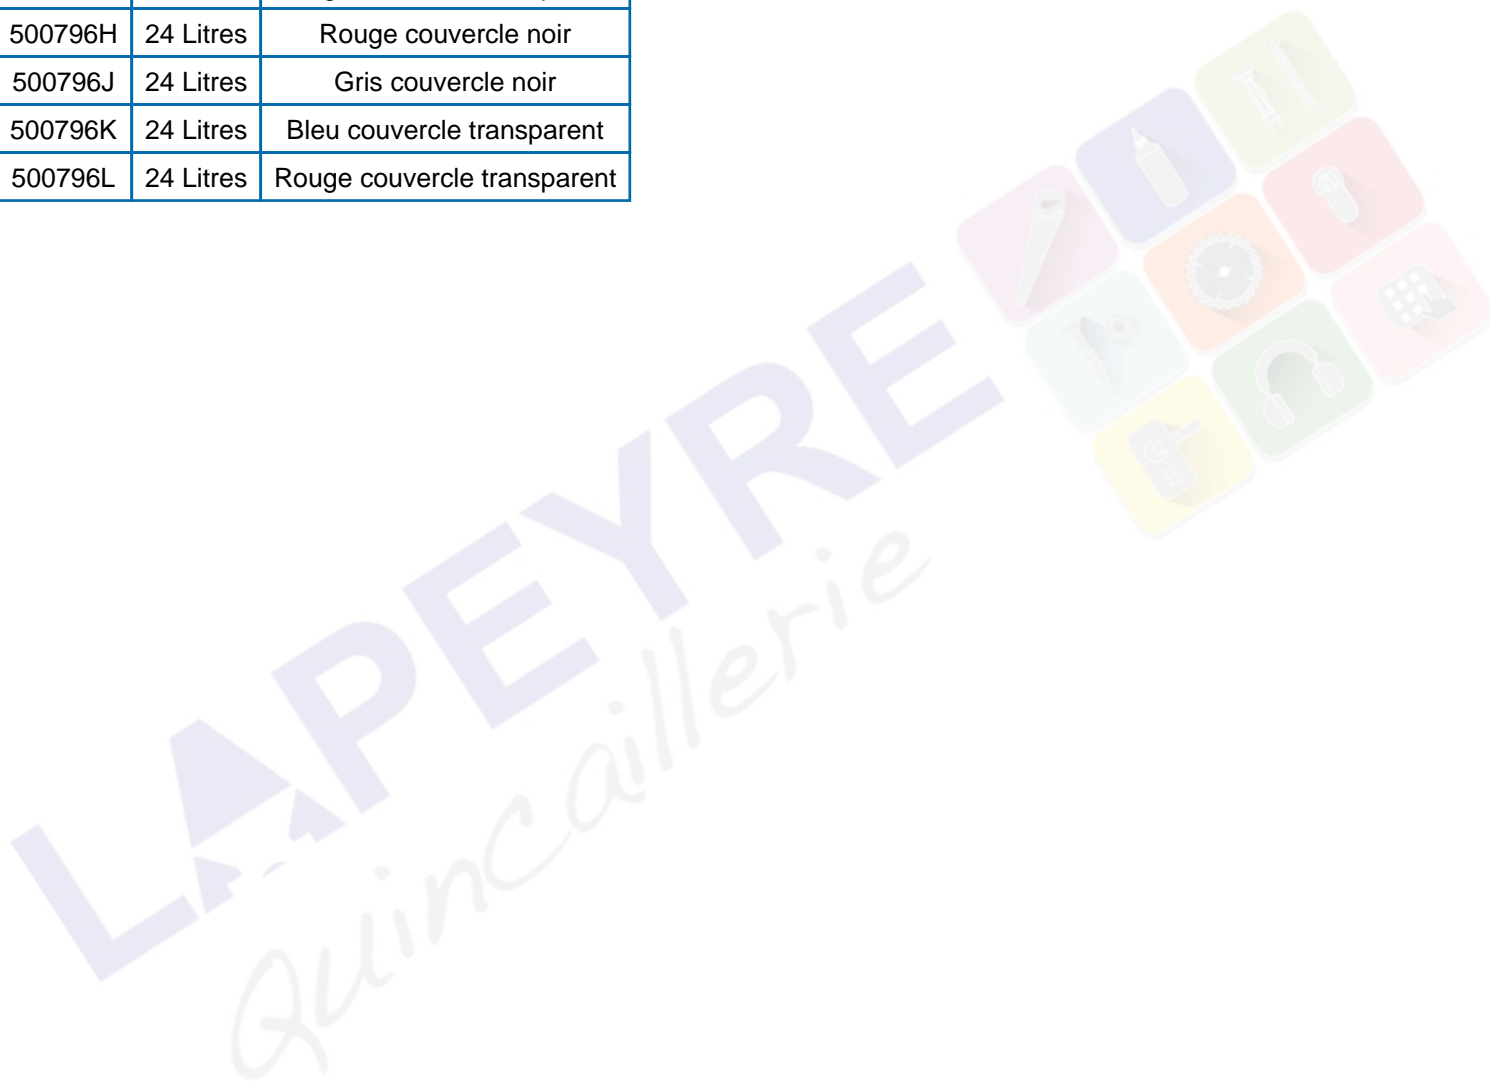 500796H 24 Litres Rouge couvercle noir
500796J 24 Litres Gris couvercle noir
500796K 24 Litres Bleu couvercle transparent
500796L 24 Litres Rouge couvercle transparent
LAPEYRE
Quincaillerie